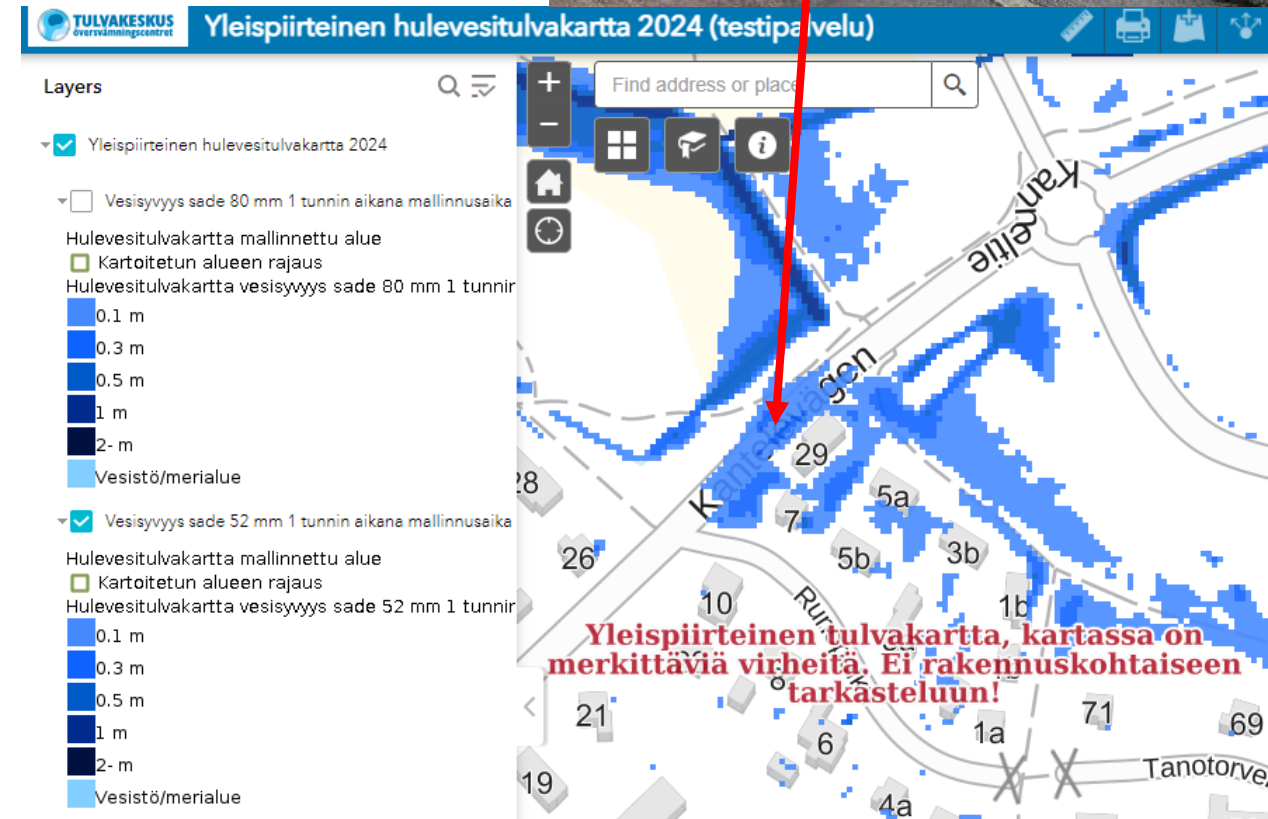 TULVAKESKUS
översvämningscentret
Yleispiirteinen hulevesitulvakartta 2024 (testipalvelu)
Layers
Yleispiirteinen hulevesitulvakartta 2024
Vesisyvyys sade 80 mm 1 tunnin aikana mallinnusaika
Hulevesitulvakartta mallinnettu alue
Kartoitetun alueen rajaus
Hulevesitulvakartta vesisyvyys sade 80 mm 1 tunnin
0.1 m
0.3 m
0.5 m
1 m
2- m
Vesistö/merialue
Vesisyvyys sade 52 mm 1 tunnin aikana mallinnusaika
Hulevesitulvakartta mallinnettu alue
Kartoitetun alueen rajaus
Hulevesitulvakartta vesisyvyys sade 52 mm 1 tunnin
0.1 m
0.3 m
0.5 m
1 m
2- m
Vesistö/merialue
Find address or place
Kanneltie
Kantelevägen
29
28
5a
7
26
5b
3b
10
1b
Yleispiirteinen tulvakartta, kartassa on
merkittäviä virheitä. Ei rakennuskohtaiseen
tarkasteluun!
8
21
71
69
1a
6
19
Tanotorve
4a